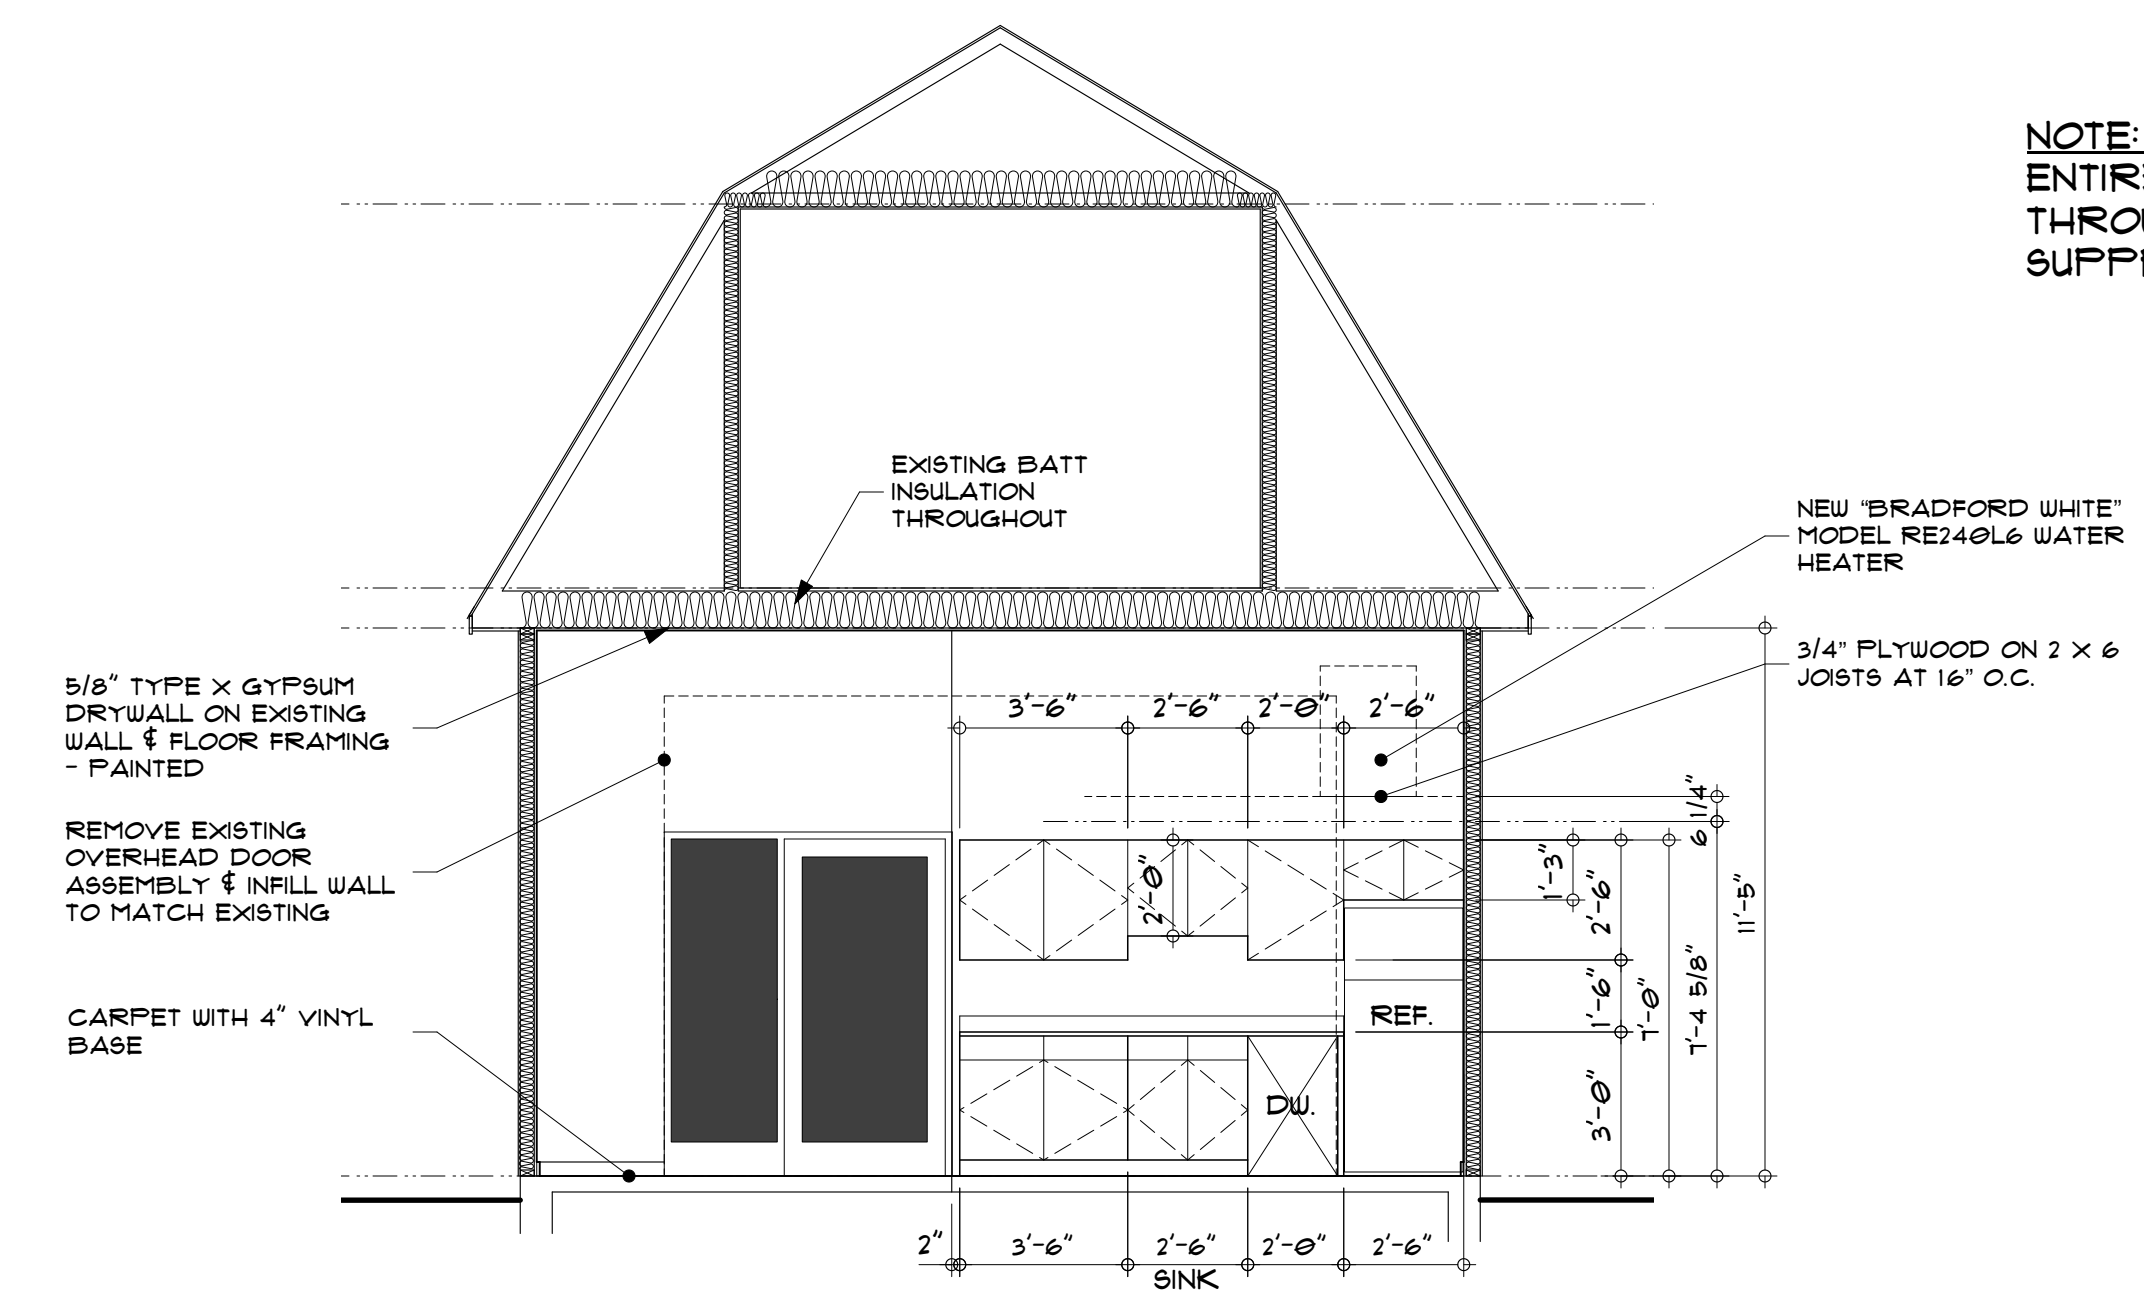 NOTE:
EXISTING BATT
INSULATION
THROUGHOUT
NEW “BRADFORD WHITE”
MODEL RE240L6 WATER
HEATER
3/4” PLYWOOD ON 2 X 6
JOISTS AT 16” O.C.
5/8” TYPE X GYPSUM
DRYWALL ON EXISTING
WALL & FLOOR FRAMING
- PAINTED
REMOVE EXISTING
OVERHEAD DOOR
ASSEMBLY & INFILL WALL
TO MATCH EXISTING
CARPET WITH 4” VINYL
BASE
3'-6" 2'-6" 2'-0" 2'-6"
2'-0"
1'-3"
2'-6"
1'-6"
3'-0"
7'-0"
6 1/4"
7'-4 5/8"
11'-5"
REF.
DW.
2" 3'-6" 2'-6" 2'-0" 2'-6"
SINK